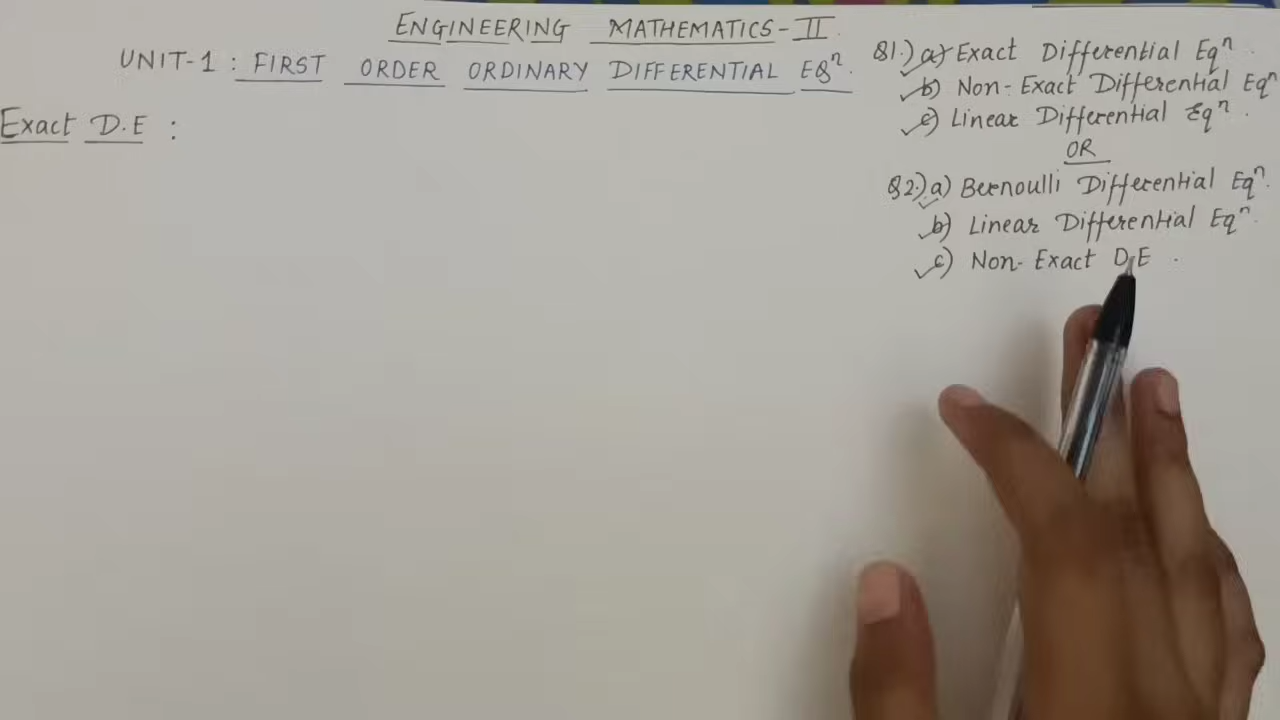 ENGINEERING MATHEMATICS-II
UNIT-1 : FIRST ORDER ORDINARY DIFFERENTIAL EQⁿ.
Exact D.E :
Q1.) a) Exact Differential Eqⁿ.
b) Non-Exact Differential Eqⁿ
c) Linear Differential Eqⁿ.
OR
Q2.) a) Bernoulli Differential Eqⁿ.
b) Linear Differential Eqⁿ.
c) Non-Exact D.E.